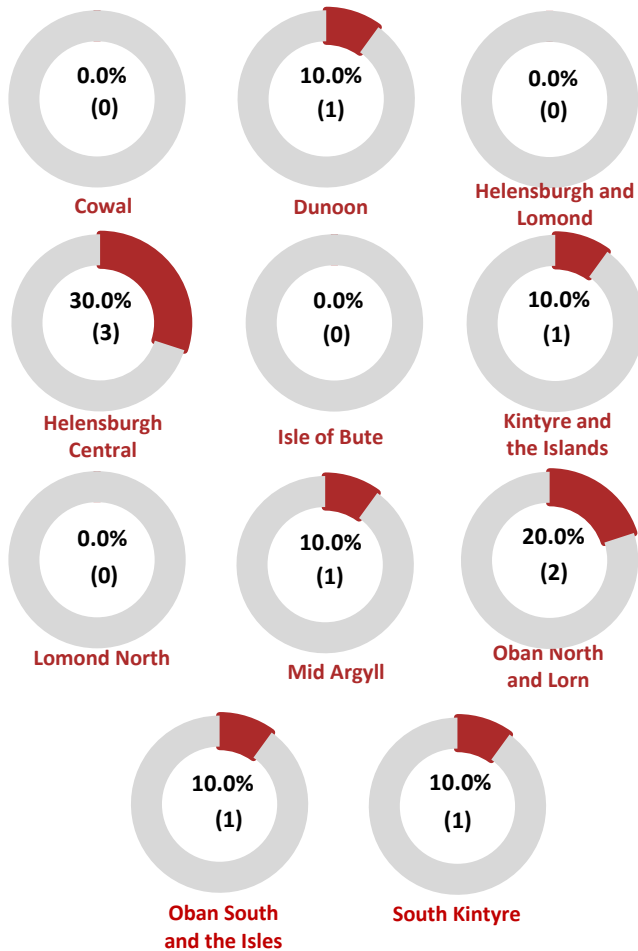 0.0%
(0)
Cowal
10.0%
(1)
Dunoon
0.0%
(0)
Helensburgh and
Lomond
30.0%
(3)
Helensburgh
Central
0.0%
(0)
Isle of Bute
10.0%
(1)
Kintyre and
the Islands
0.0%
(0)
Lomond North
10.0%
(1)
Mid Argyll
20.0%
(2)
Oban North
and Lorn
10.0%
(1)
Oban South
and the Isles
10.0%
(1)
South Kintyre